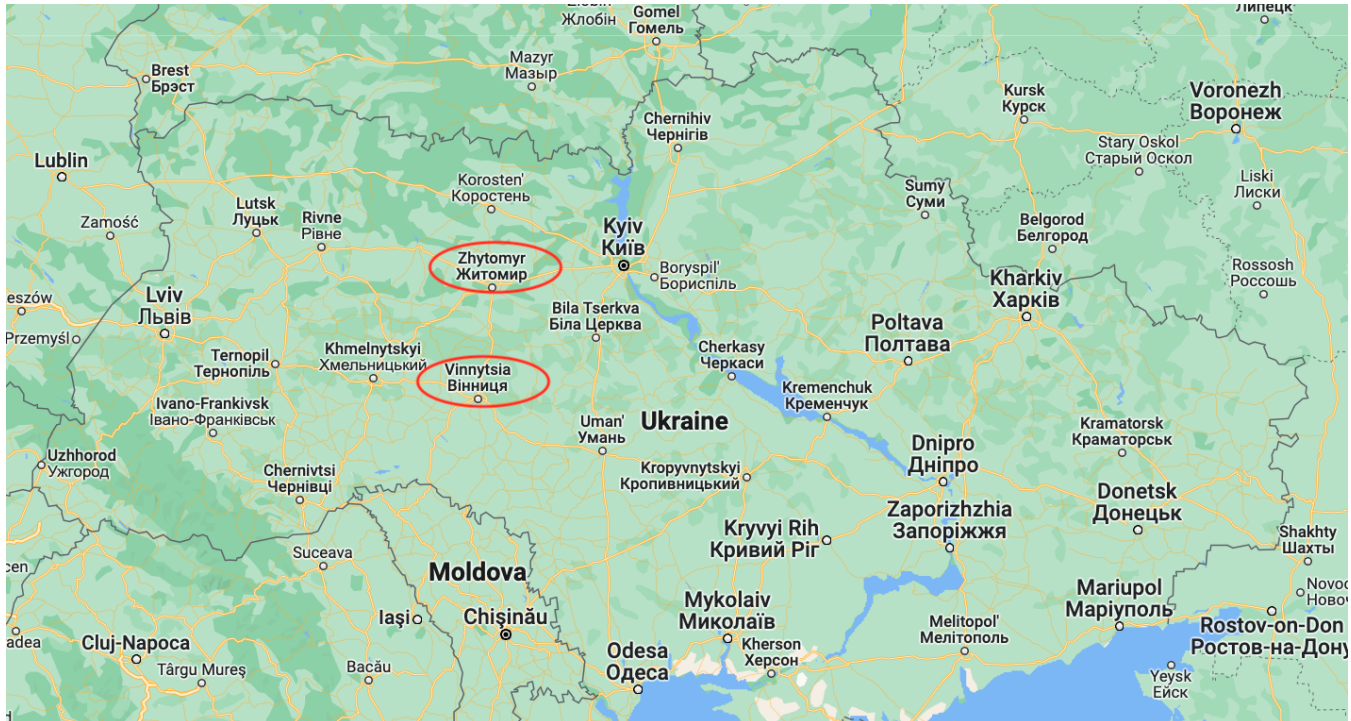 Жлобін
Gomel
Гомель
Липецк
Mazyr
Мазыр
Brest
Брэст
Kursk
Курск
Voronezh
Воронеж
Chernihiv
Чернігів
Stary Oskol
Старый Оскол
Lublin
Liski
Лиски
Korosten'
Коростень
Sumy
Суми
Lutsk
Луцьк
Rivne
Рівне
Zamość
Belgorod
Белгород
Kyiv
Київ
Zhytomyr
Житомир
Boryspil'
Бориспіль
Kharkiv
Харків
Rossosh
Россошь
eszów
Lviv
Львів
Bila Tserkva
Біла Церква
Poltava
Полтава
Przemyśl
Ternopil
Тернопіль
Khmelnytskyi
Хмельницький
Cherkasy
Черкаси
Vinnytsia
Вінниця
Kremenchuk
Кременчук
Ivano-Frankivsk
Івано-Франківськ
Uman'
Умань
Ukraine
Kramatorsk
Краматорськ
Uzhhorod
Ужгород
Chernivtsi
Чернівці
Kropyvnytskyi
Кропивницький
Dnipro
Дніпро
Donetsk
Донецьк
Zaporizhzhia
Запоріжжя
Kryvyi Rih
Кривий Ріг
Shakhty
Шахты
Suceava
cen
Moldova
Mariupol
Маріуполь
Novoc
Новоч
Mykolaiv
Миколаїв
Iași
Chișinău
Melitopol'
Мелітополь
Rostov-on-Don
Ростов-на-Дону
adea
Cluj-Napoca
Odesa
Одеса
Kherson
Херсон
Târgu Mureș
Bacău
Yeysk
Ейск